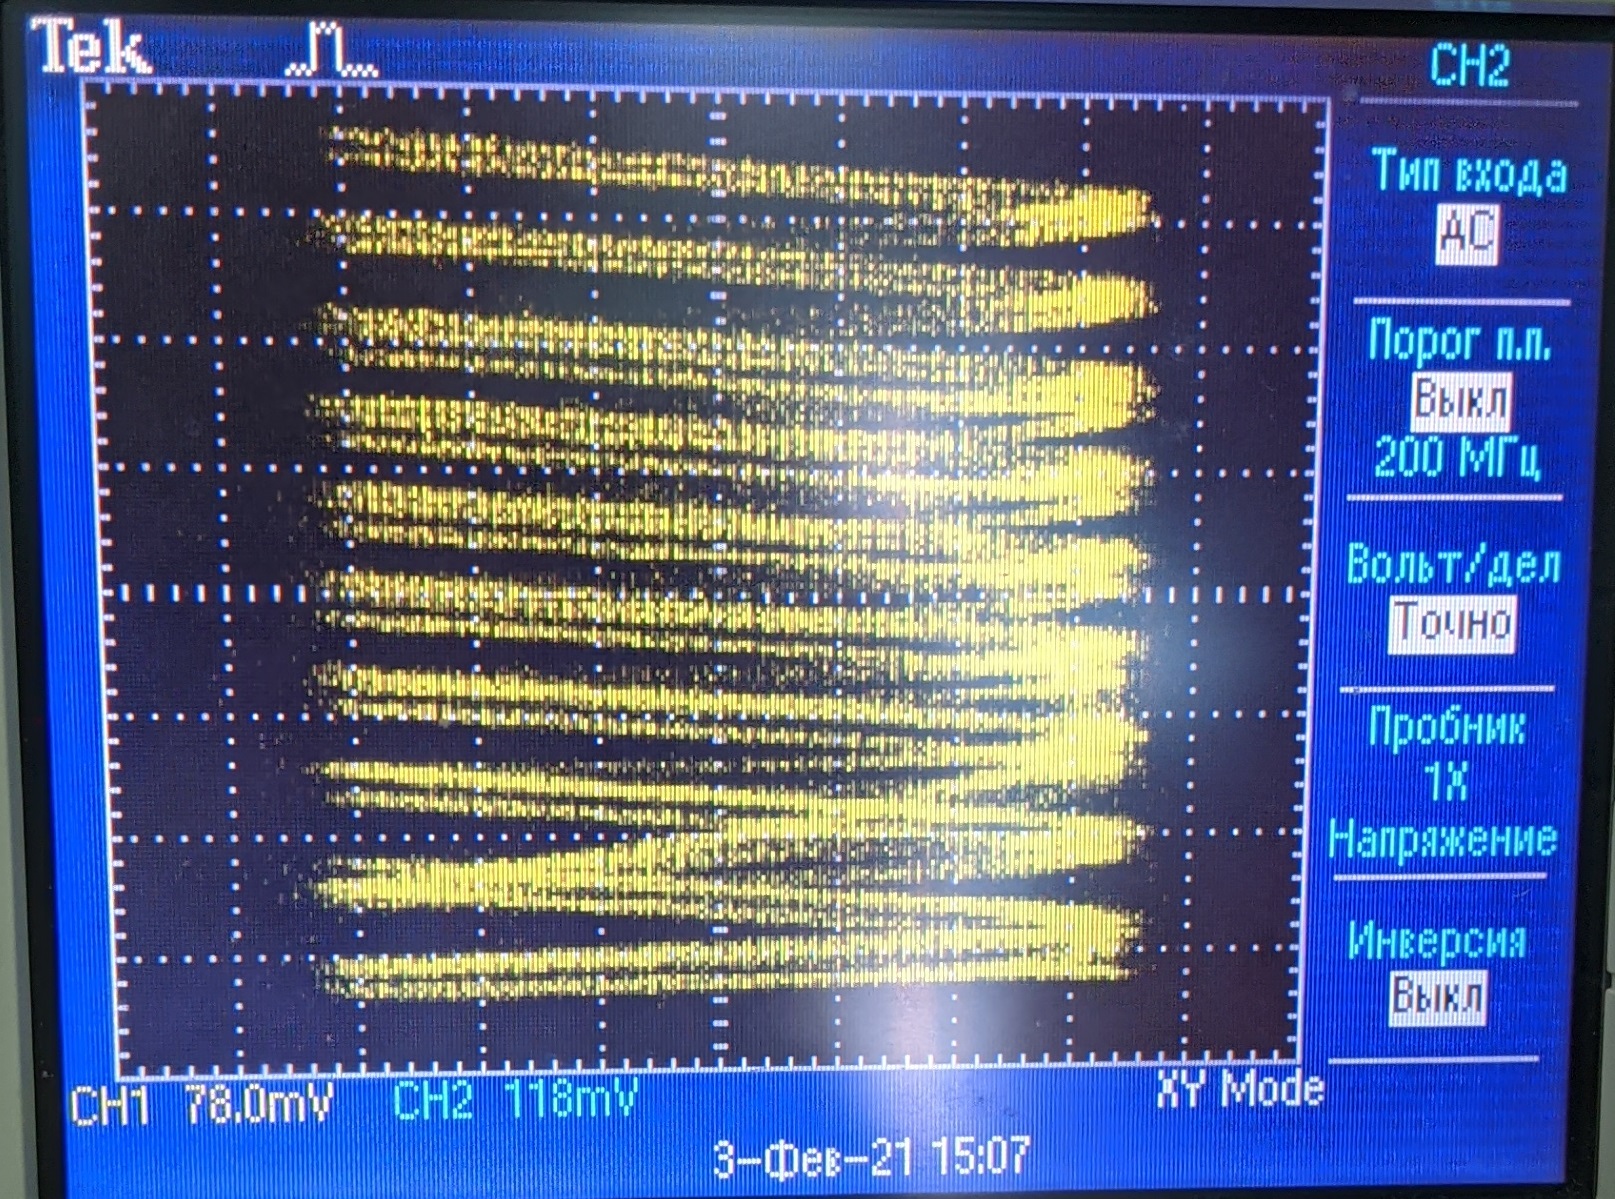 Tek
CH2
Тип входа
AC
Порог п.п.
Выкл
200 МГц
Вольт/дел
Точно
Пробник
1X
Напряжение
Инверсия
Выкл
CH1 78.0mV CH2 118mV XY Mode
3-Фев-21 15:07